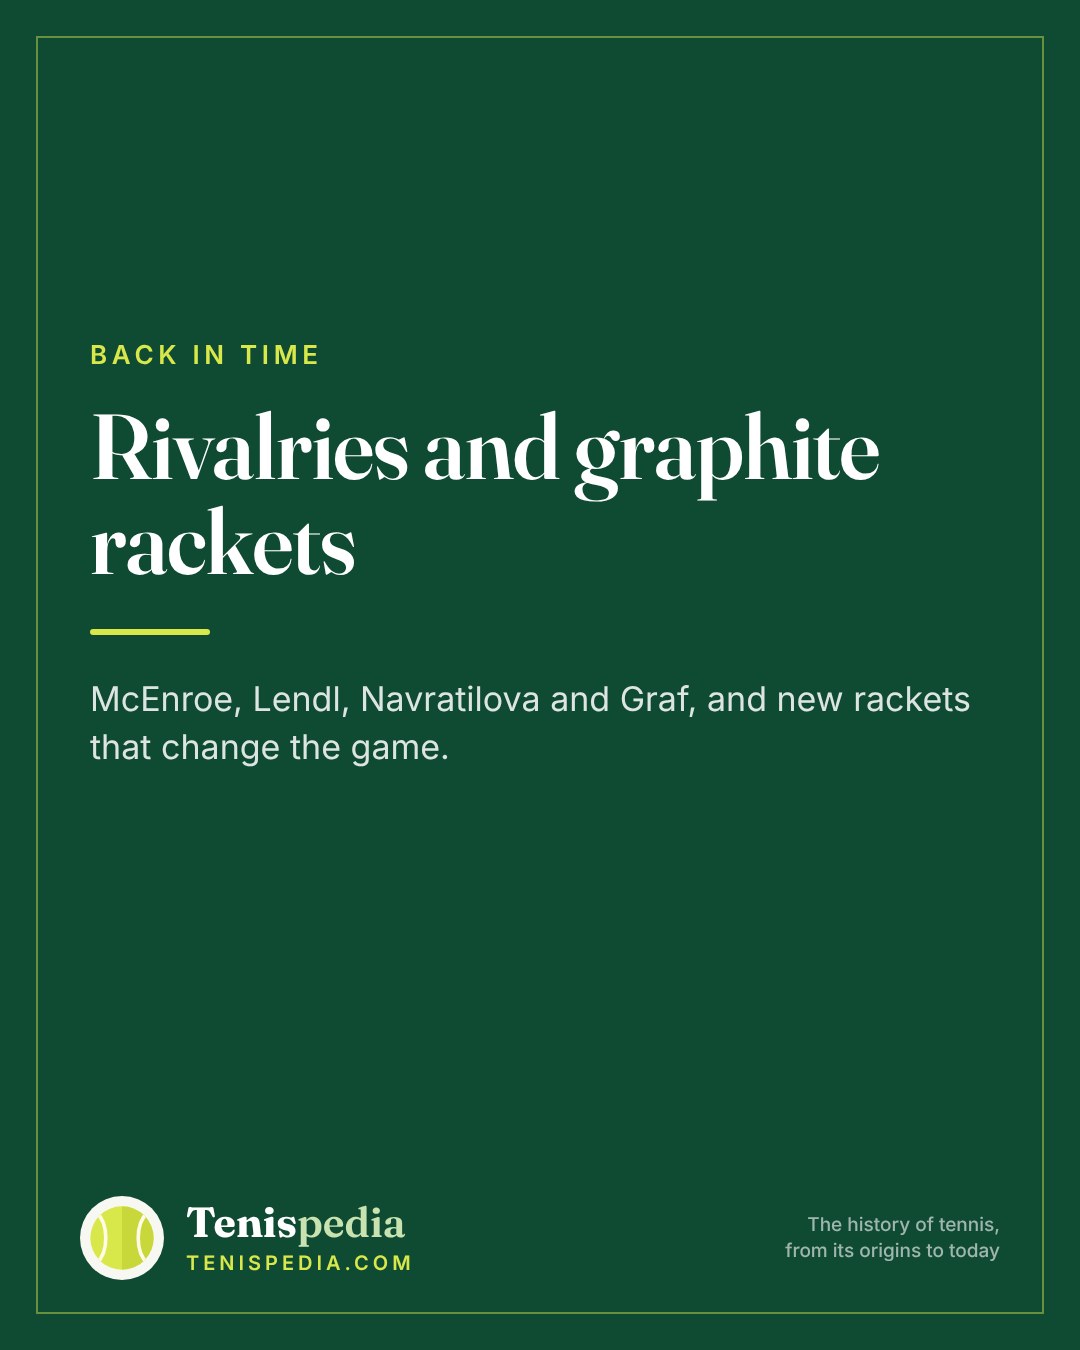 BACK IN TIME
Rivalries and graphite
rackets
McEnroe, Lendl, Navratilova and Graf, and new rackets
that change the game.
Tenispedia
TENISPEDIA.COM
The history of tennis,
from its origins to today